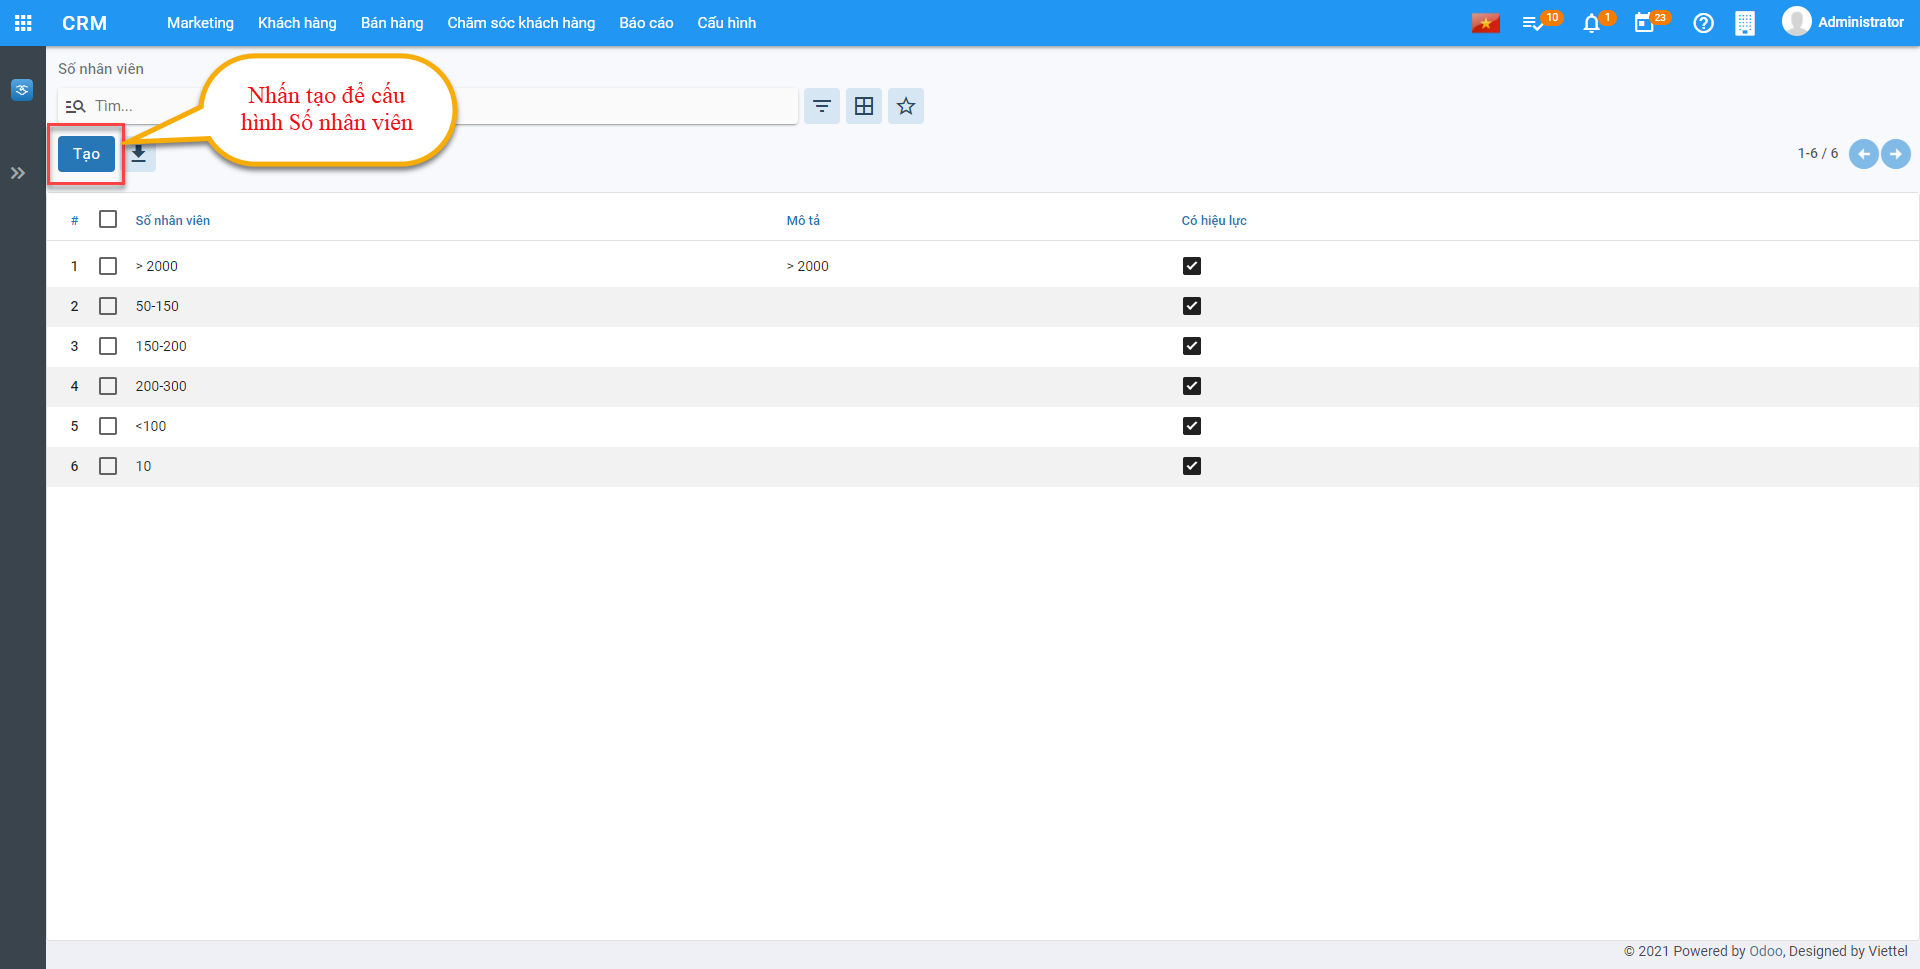 CRM Marketing Khách hàng Bán hàng Chăm sóc khách hàng Báo cáo Cấu hình 10 1 23 Administrator
Số nhân viên
Tìm...
Nhấn tạo để cấu
hình Số nhân viên
Tạo
1-6 / 6
# Số nhân viên Mô tả Có hiệu lực
1 > 2000 > 2000
2 50-150
3 150-200
4 200-300
5 <100
6 10
© 2021 Powered by Odoo, Designed by Viettel